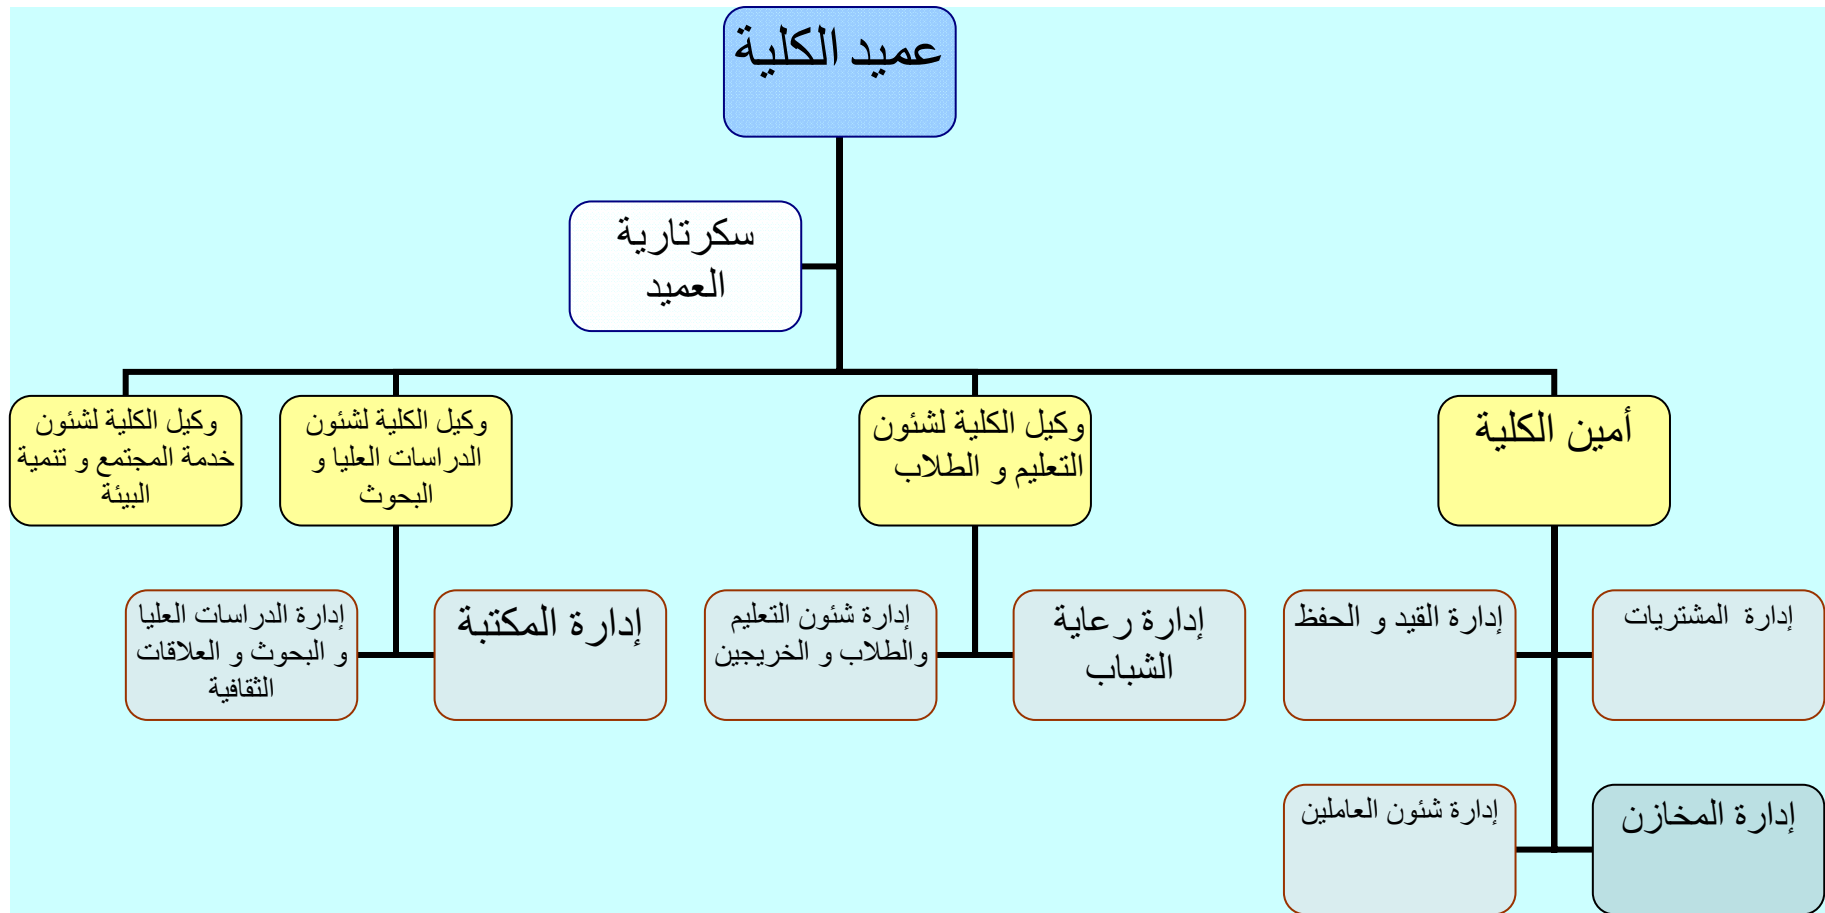 عميد الكلية
سكرتارية
العميد
أمين الكلية
وكيل الكلية لشئون
التعليم و الطلاب
وكيل الكلية لشئون
الدراسات العليا و
البحوث
وكيل الكلية لشئون
خدمة المجتمع و تنمية
البيئة
إدارة المشتريات
إدارة القيد و الحفظ
إدارة رعاية
الشباب
إدارة شئون التعليم
والطلاب و الخريجين
إدارة المكتبة
إدارة الدراسات العليا
و البحوث و العلاقات
الثقافية
إدارة المخازن
إدارة شئون العاملين